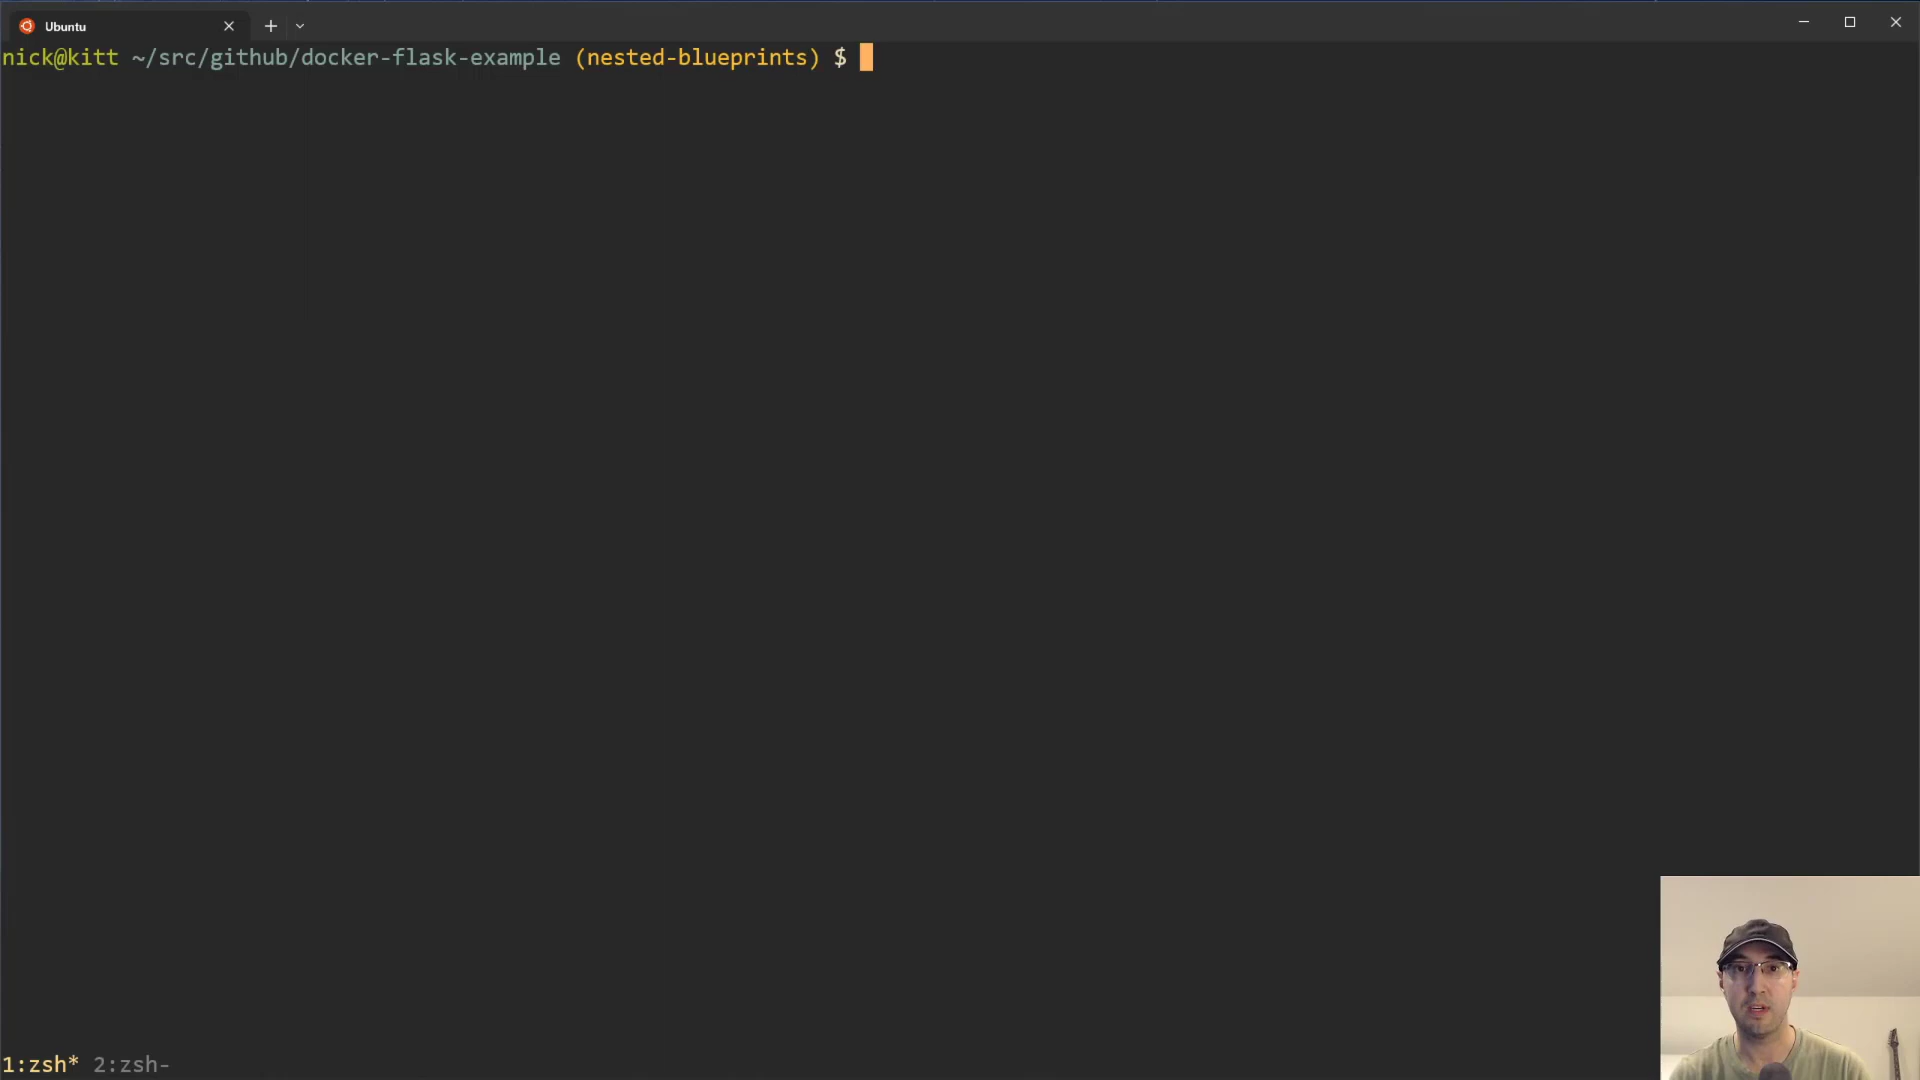 Ubuntu
nick@kitt ~/src/github/docker-flask-example (nested-blueprints) $
1:zsh* 2:zsh-